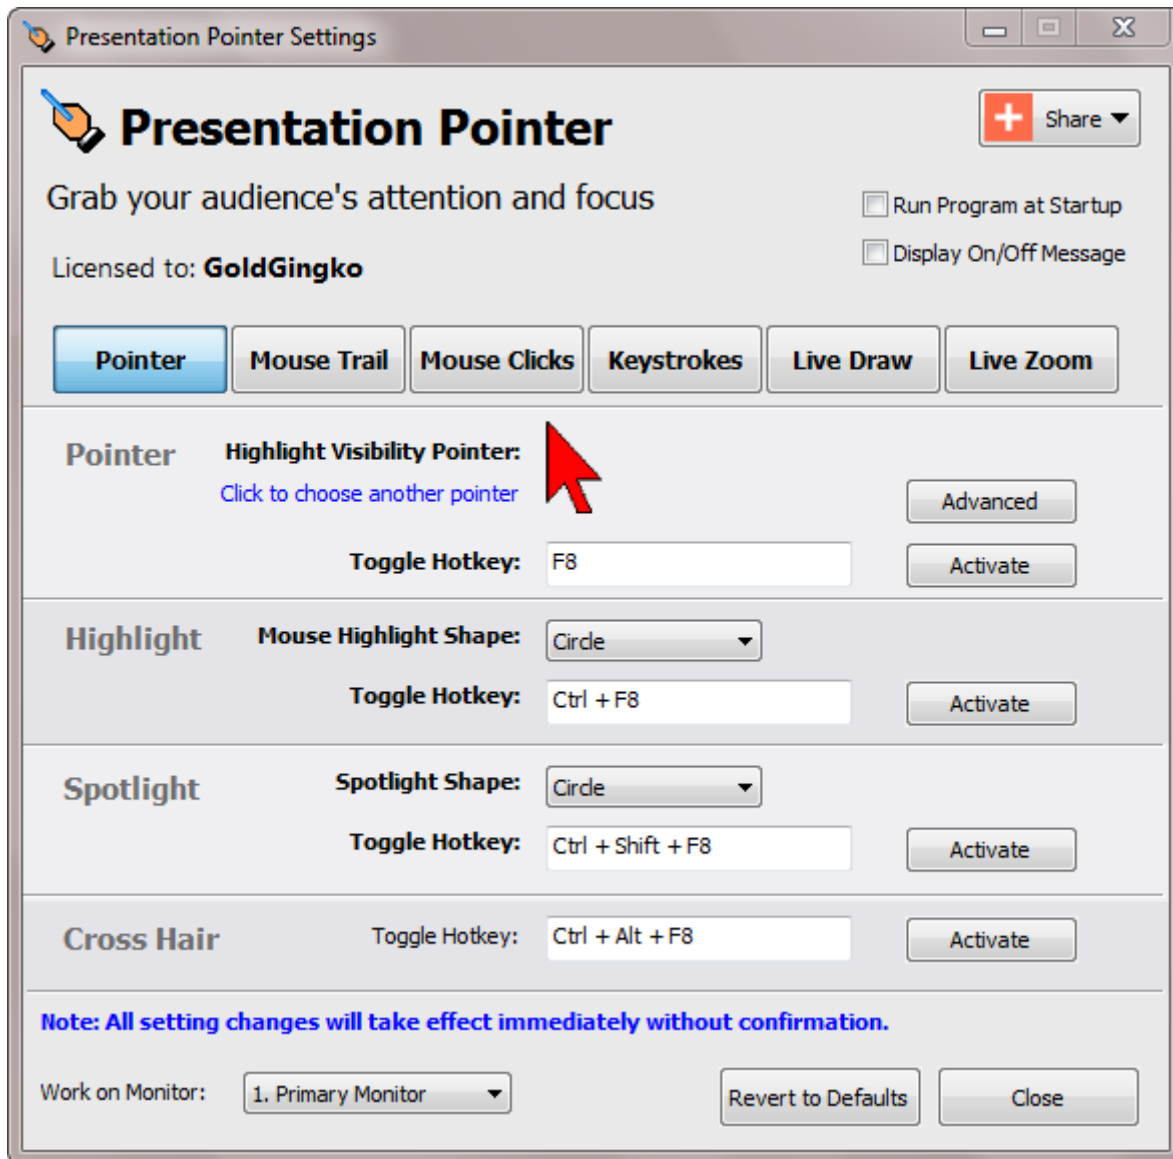 Presentation Pointer Settings
Presentation Pointer
Share
Grab your audience's attention and focus
Run Program at Startup
Display On/Off Message
Licensed to: GoldGingko
Pointer Mouse Trail Mouse Clicks Keystrokes Live Draw Live Zoom
Pointer Highlight Visibility Pointer:
Click to choose another pointer
Advanced
Toggle Hotkey: F8 Activate
Highlight Mouse Highlight Shape: Circle
Toggle Hotkey: Ctrl + F8 Activate
Spotlight Spotlight Shape: Circle
Toggle Hotkey: Ctrl + Shift + F8 Activate
Cross Hair Toggle Hotkey: Ctrl + Alt + F8 Activate
Note: All setting changes will take effect immediately without confirmation.
Work on Monitor: 1. Primary Monitor Revert to Defaults Close